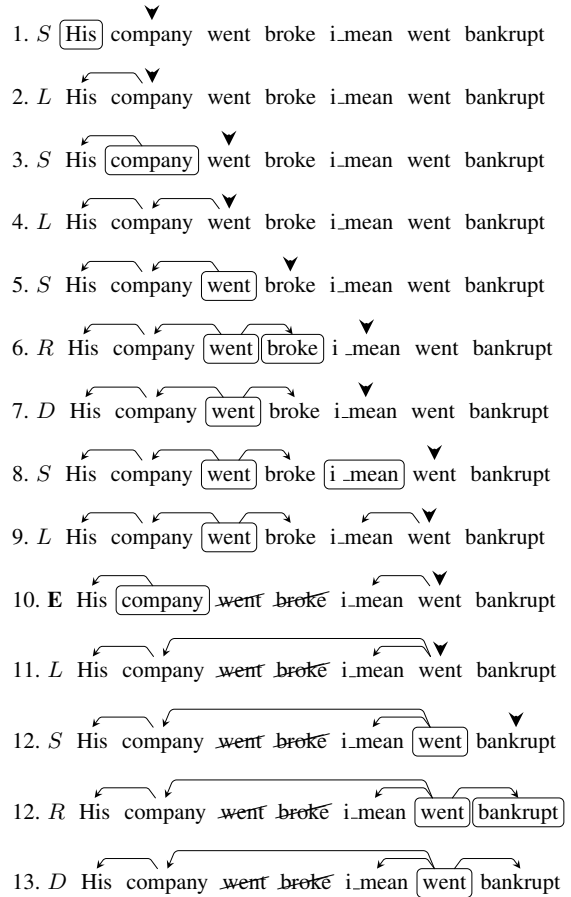 1. S His company went broke i_mean went bankrupt
2. L His company went broke i_mean went bankrupt
3. S His company went broke i_mean went bankrupt
4. L His company went broke i_mean went bankrupt
5. S His company went broke i_mean went bankrupt
6. R His company went broke i_mean went bankrupt
7. D His company went broke i_mean went bankrupt
8. S His company went broke i_mean went bankrupt
9. L His company went broke i_mean went bankrupt
10. E His company went broke i_mean went bankrupt
11. L His company went broke i_mean went bankrupt
12. S His company went broke i_mean went bankrupt
12. R His company went broke i_mean went bankrupt
13. D His company went broke i_mean went bankrupt